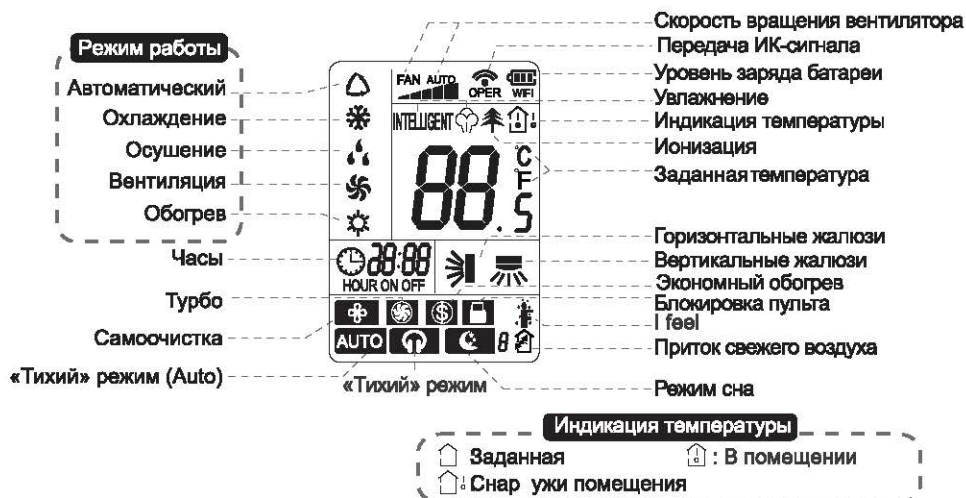 Режим работы
Автоматический
Охлаждение
Осушение
Вентиляция
Обогрев
Часы
Турбо
Самоочистка
«Тихий» режим (Auto)
«Тихий» режим
FAN AUTO
OPER WIFI
INTELLIGENT
88.5
°C
°F
28:88
HOUR ON OFF
AUTO
8
Скорость вращения вентилятора
Передача ИК-сигнала
Уровень заряда батареи
Увлажнение
Индикация температуры
Ионизация
Заданная температура
Горизонтальные жалюзи
Вертикальные жалюзи
Экономный обогрев
Блокировка пульта
I feel
Приток свежего воздуха
Режим сна
Индикация температуры
Заданная
: В помещении
Снар ужи помещения